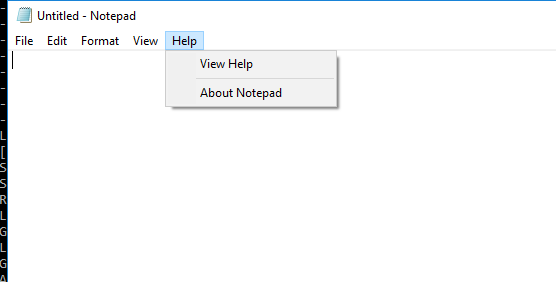 Untitled - Notepad
File Edit Format View Help
View Help
About Notepad
L
[
S
S
R
L
G
L
G